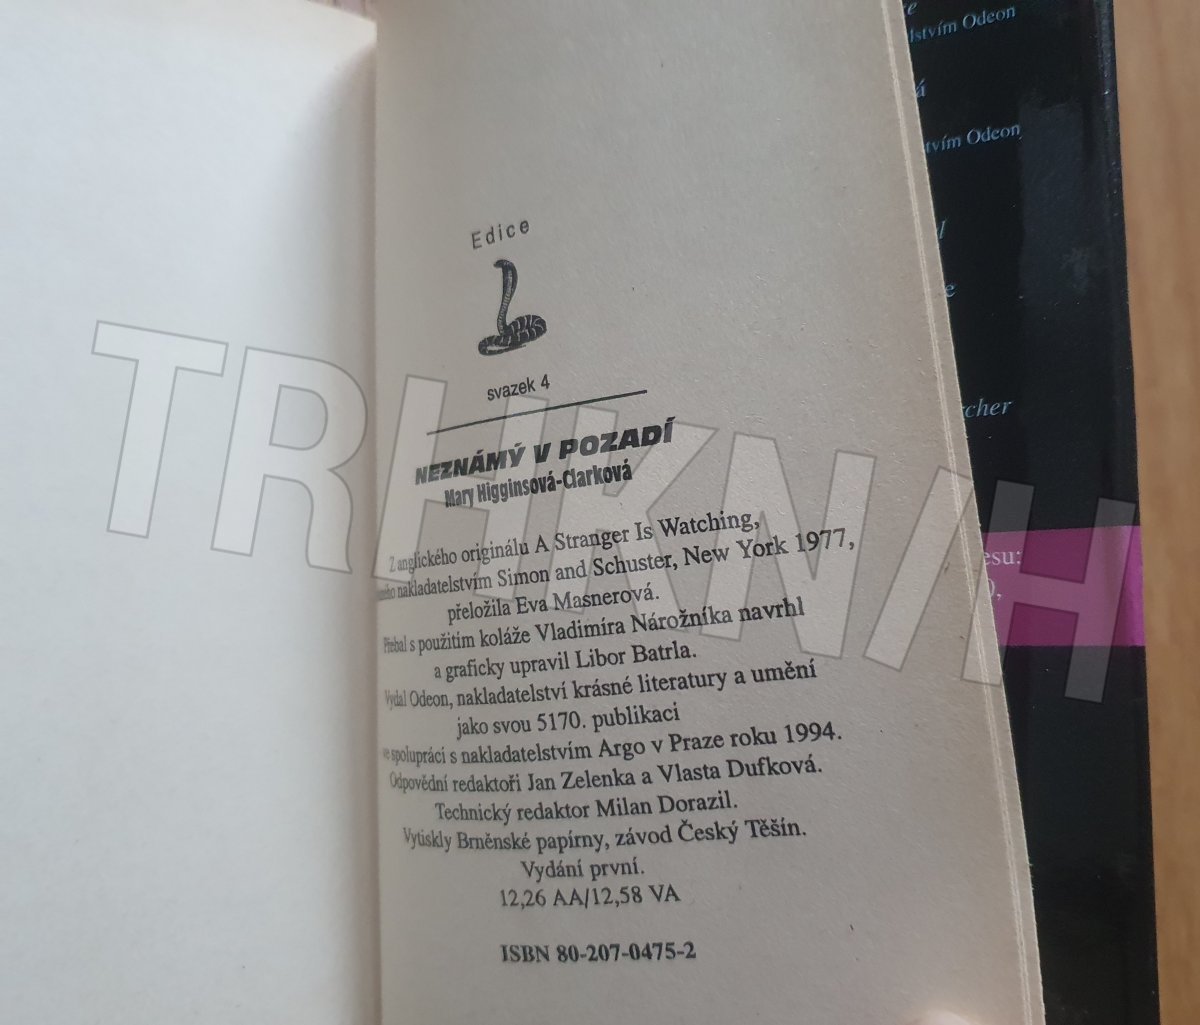 Edice
svazek 4
NEZNÁMÝ V POZADÍ
Mary Higginsová-Clarková
Z anglického originálu A Stranger Is Watching,
nakladatelstvím Simon and Schuster, New York 1977,
přeložila Eva Masnerová.
Přebal s použitím koláže Vladimíra Nárožníka navrhl
a graficky upravil Libor Batrla.
Vydal Odeon, nakladatelství krásné literatury a umění
jako svou 5170. publikaci
ve spolupráci s nakladatelstvím Argo v Praze roku 1994.
Odpovědní redaktoři Jan Zelenka a Vlasta Dufková.
Technický redaktor Milan Dorazil.
Vytiskly Brněnské papírny, závod Český Těšín.
Vydání první.
12,26 AA/12,58 VA
ISBN 80-207-0475-2
Odeon
Odeon
TRHKNIH